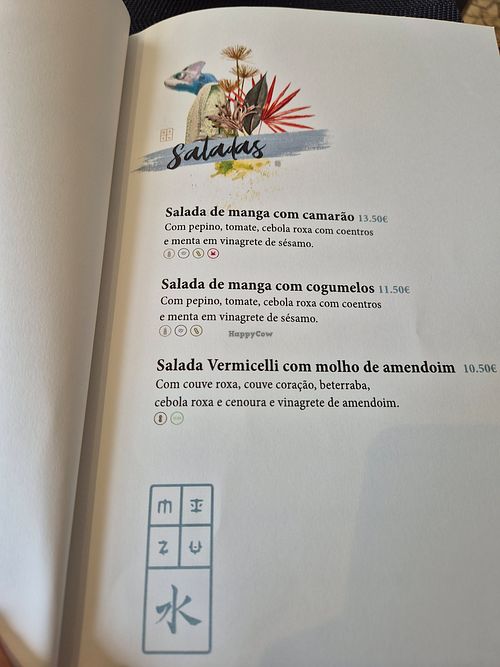 Saladas
Salada de manga com camarão 13.50€
Com pepino, tomate, cebola roxa com coentros
e menta em vinagrete de sésamo.
Salada de manga com cogumelos 11.50€
Com pepino, tomate, cebola roxa com coentros
e menta em vinagrete de sésamo.
HappyCow
Salada Vermicelli com molho de amendoim 10.50€
Com couve roxa, couve coração, beterraba,
cebola roxa e cenoura e vinagrete de amendoim.
M I
Z U
水